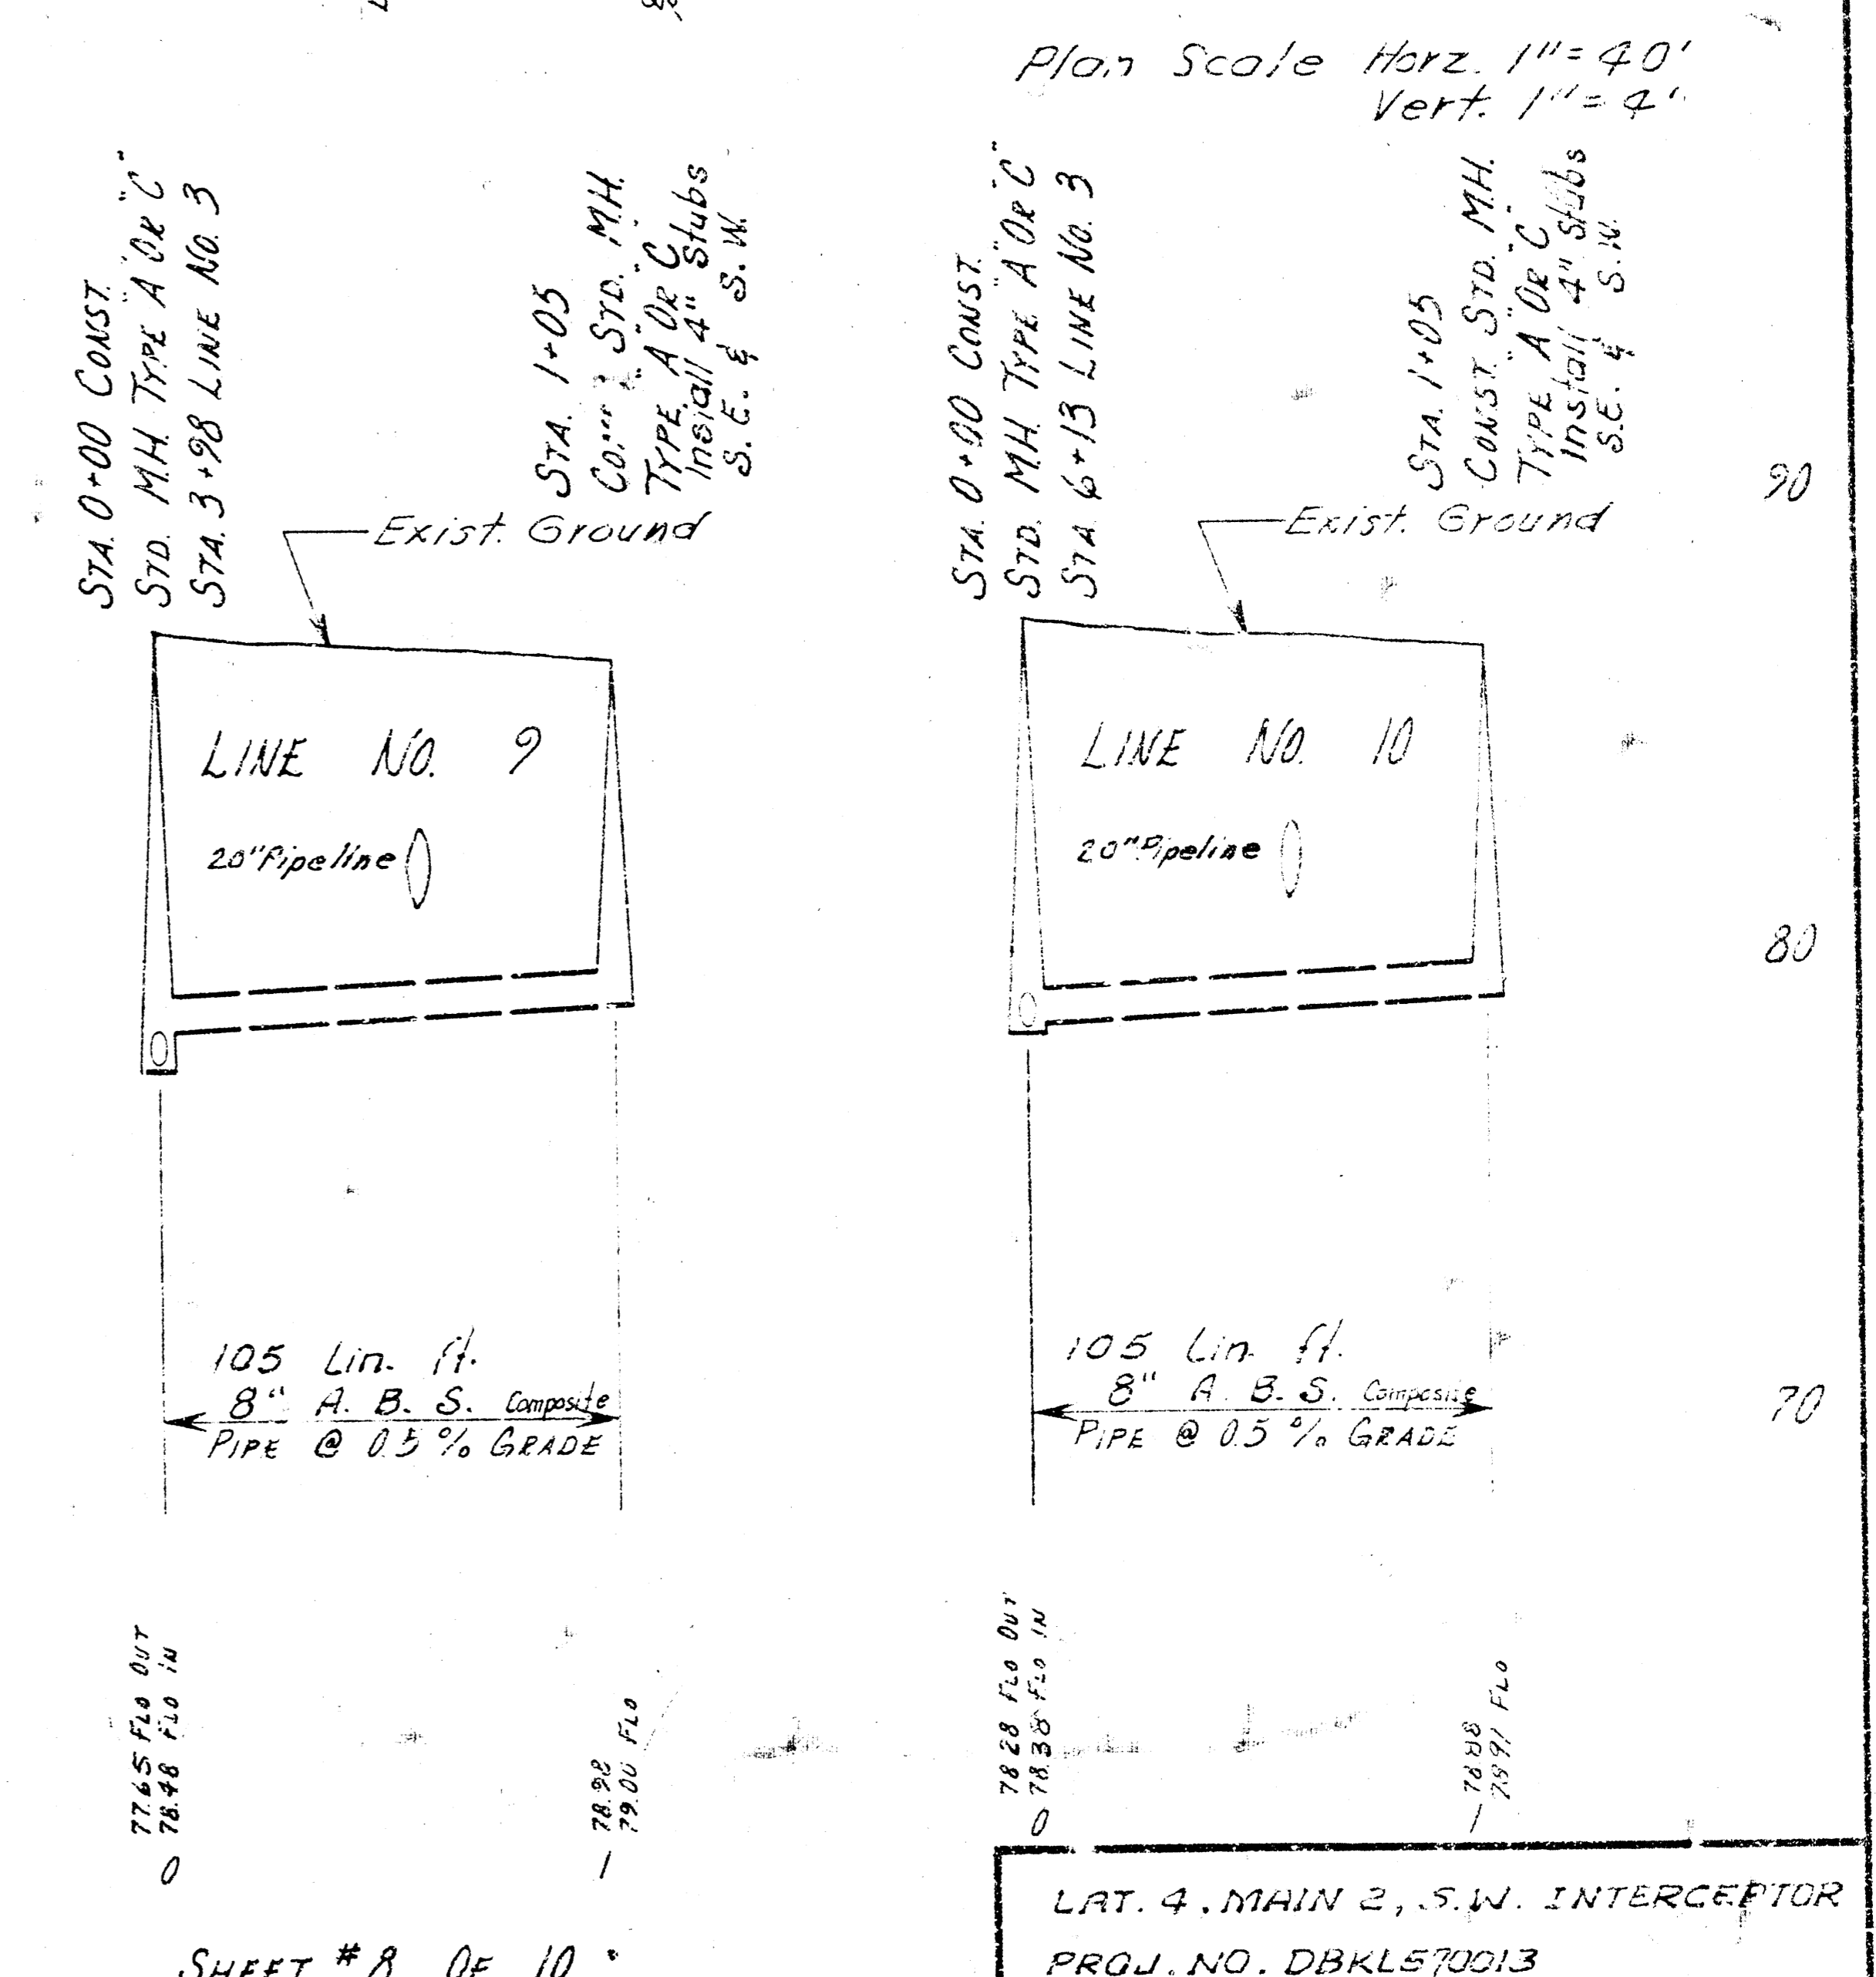 Plan Scale Horz. 1"=40'
Vert. 1"=4'
STA. 0+00 CONST.
STD. M.H. TYPE "A" OR "C"
STA. 3+98 LINE NO. 3
STA. 1+05
STD. M.H.
TYPE "A" OR "C"
Install 4" Stubs
S.E. & S.W.
Exist. Ground
LINE NO. 9
20" Pipeline
105 Lin. ft.
8" A. B. S. Composite
PIPE @ 0.5 % GRADE
77.65 FLO OUT
78.48 FLO IN
0
78.98
79.00 FLO
1
STA. 0+00 CONST.
STD. M.H. TYPE "A" OR "C"
STA 6+13 LINE NO. 3
STA. 1+05
CONST. STD. M.H.
TYPE "A" OR "C"
Install 4" Stubs
S.E. & S.W.
Exist. Ground
LINE NO. 10
20" Pipeline
105 Lin. ft.
8" A. B. S. Composite
PIPE @ 0.5 % GRADE
78.28 FLO OUT
78.38 FLO IN
0
78.88
78.91 FLO
1
90
80
70
SHEET # 8 OF 10
LAT. 4, MAIN 2, S.W. INTERCEPTOR
PROJ. NO. DBKLS70013